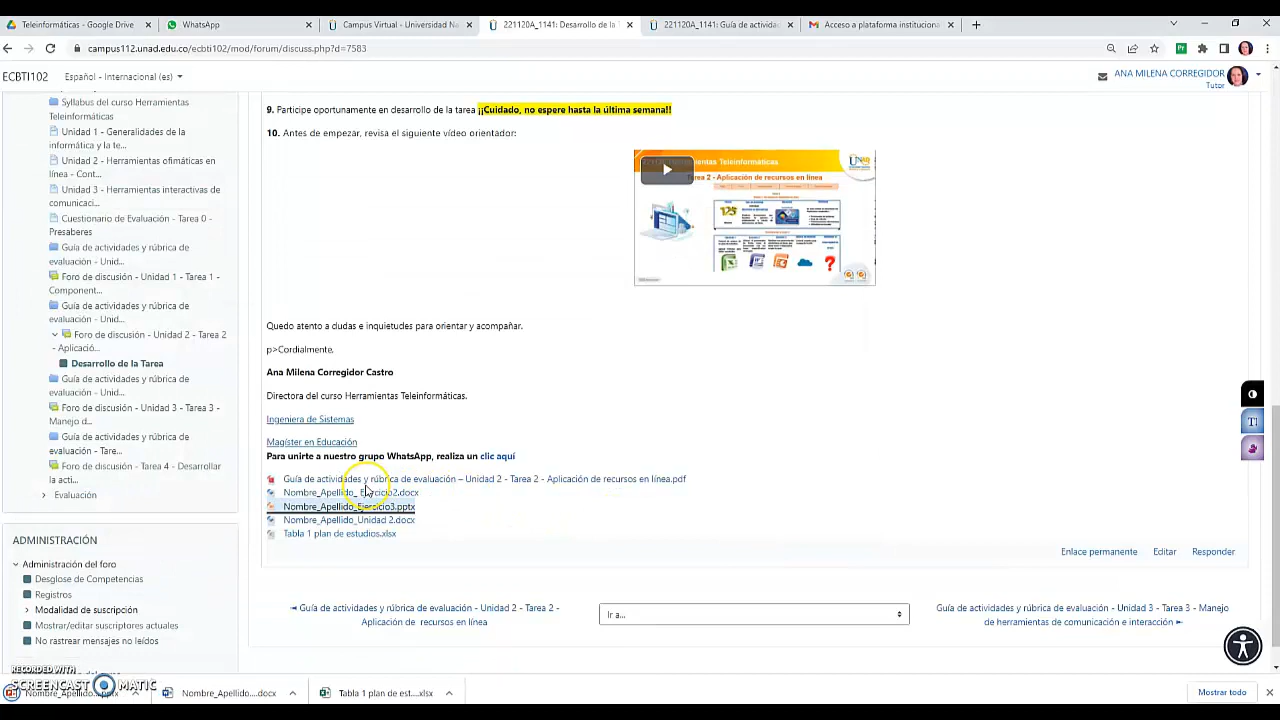 Teleinformáticas - Google Drive
WhatsApp
Campus Virtual - Universidad Na
221120A_1141: Desarrollo de la T
221120A_1141: Guía de actividad
Acceso a plataforma institucional
campus112.unad.edu.co/ecbti102/mod/forum/discuss.php?d=7583
ECBTI102
Español - Internacional (es)
ANA MILENA CORREGIDOR
Tutor
Syllabus del curso Herramientas
Teleinformáticas
Unidad 1 - Generalidades de la
informática y la te...
Unidad 2 - Herramientas ofimáticas en
línea - Cont...
Unidad 3 - Herramientas interactivas de
comunicac...
Cuestionario de Evaluación - Tarea 0 -
Presaberes
Guía de actividades y rúbrica de
evaluación - Unid...
Foro de discusión - Unidad 1 - Tarea 1 -
Component...
Guía de actividades y rúbrica de
evaluación - Unid...
Foro de discusión - Unidad 2 - Tarea 2
- Aplicació...
Desarrollo de la Tarea
Guía de actividades y rúbrica de
evaluación - Unid...
Foro de discusión - Unidad 3 - Tarea 3 -
Manejo d...
Guía de actividades y rúbrica de
evaluación - Tare...
Foro de discusión - Tarea 4 - Desarrollar
la acti...
Evaluación
ADMINISTRACIÓN
Administración del foro
Desglose de Competencias
Registros
Modalidad de suscripción
Mostrar/editar suscriptores actuales
No rastrear mensajes no leídos
9. Participe oportunamente en desarrollo de la tarea ¡¡Cuidado, no espere hasta la última semana!!
10. Antes de empezar, revisa el siguiente vídeo orientador:
Teleinformáticas
UNAD
Tarea 2 - Aplicación de recursos en línea
175
Quedo atento a dudas e inquietudes para orientar y acompañar.
p>Cordialmente,
Ana Milena Corregidor Castro
Directora del curso Herramientas Teleinformáticas.
Ingeniera de Sistemas
Magíster en Educación
Para unirte a nuestro grupo WhatsApp, realiza un clic aquí
Guía de actividades y rúbrica de evaluación – Unidad 2 - Tarea 2 - Aplicación de recursos en línea.pdf
Nombre_Apellido_ Ejercicio2.docx
Nombre_Apellido_Ejercicio3.pptx
Nombre_Apellido_Unidad 2.docx
Tabla 1 plan de estudios.xlsx
Enlace permanente
Editar
Responder
◄ Guía de actividades y rúbrica de evaluación - Unidad 2 - Tarea 2 -
Aplicación de recursos en línea
Ir a...
Guía de actividades y rúbrica de evaluación - Unidad 3 - Tarea 3 - Manejo
de herramientas de comunicación e interacción ►
RECORDED WITH
SCREENCAST MATIC
Nombre_Apellido....pptx
Nombre_Apellido....docx
Tabla 1 plan de est....xlsx
Mostrar todo